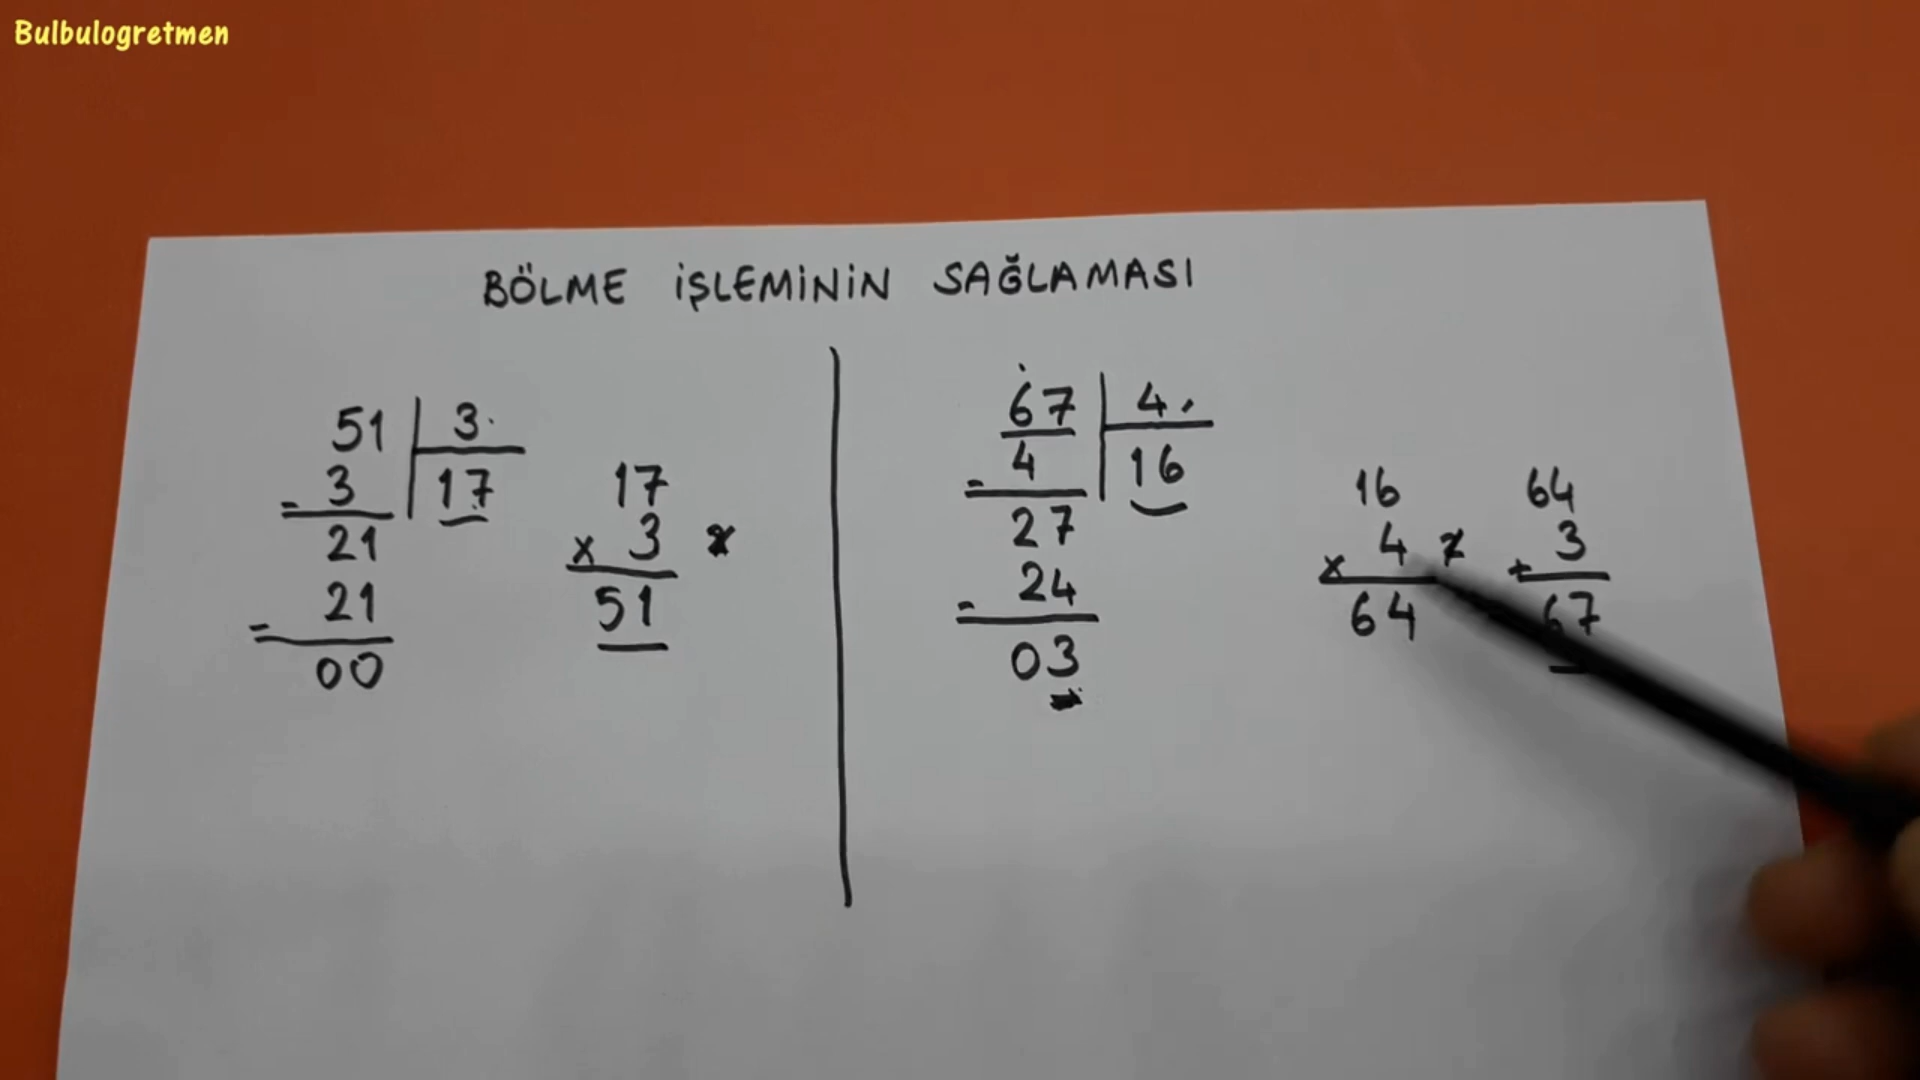 Bulbulogretmen
BÖLME İŞLEMİNİN SAĞLAMASI
51 | 3.
- 3 | 17
21
- 21
00
17
x 3 x
51
67 | 4.
- 4 | 16
27
- 24
03
16
x 4 x
64
64
+ 3
67